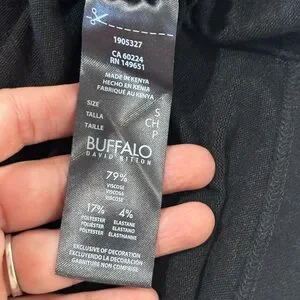 1905327
CA 60224
RN 149651
MADE IN KENYA
HECHO EN KENIA
FABRIQUÉ AU KENYA
SIZE S
TALLA CH
TAILLE P
BUFFALO
DAVID BITTON
79%
VISCOSE
VISCOSA
VISCOSE
17% 4%
POLYESTER ELASTANE
POLIÉSTER ELASTANO
POLYESTER ÉLASTHANNE
EXCLUSIVE OF DECORATION
EXCLUYENDO LA DECORACIÓN
GARNITURE NON COMPRISE